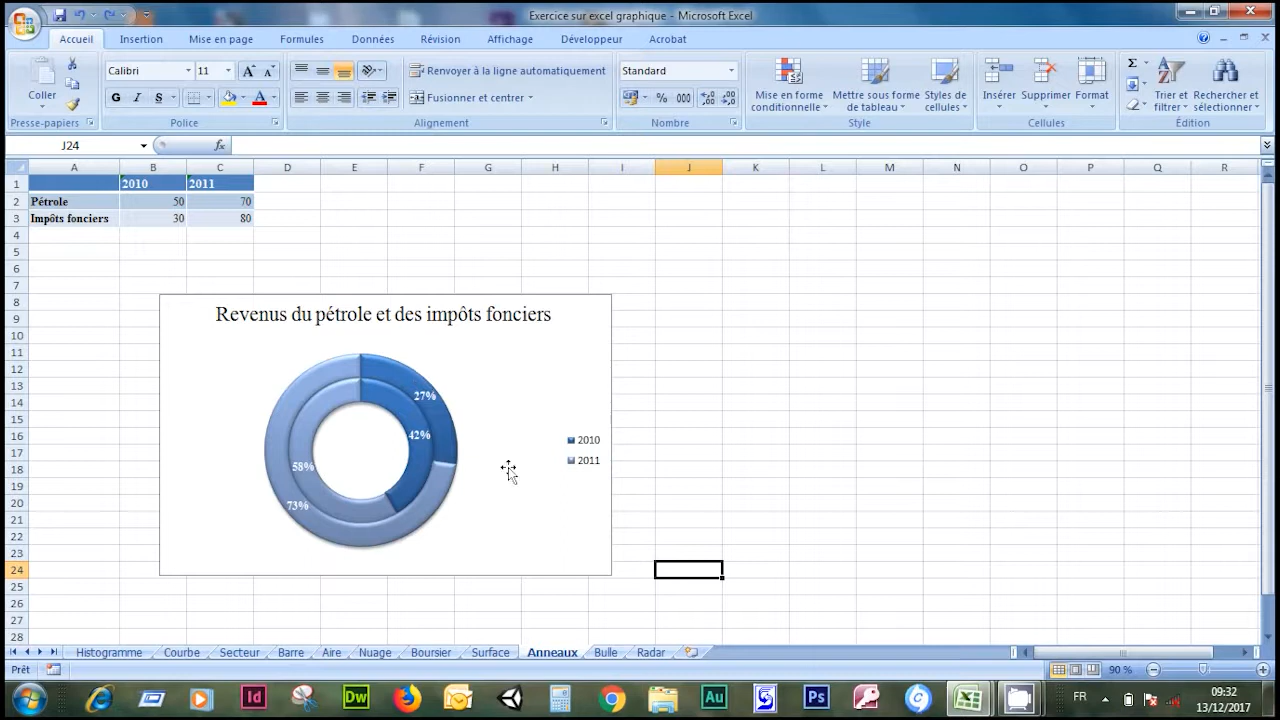 Exercice sur excel graphique - Microsoft Excel
Accueil Insertion Mise en page Formules Données Révision Affichage Développeur Acrobat
Coller
Presse-papiers
Calibri 11
G I S
Police
Renvoyer à la ligne automatiquement
Fusionner et centrer
Alignement
Standard
% 000
Nombre
Mise en forme conditionnelle
Mettre sous forme de tableau
Styles de cellules
Style
Insérer Supprimer Format
Cellules
Trier et filtrer
Rechercher et sélectionner
Édition
J24 fx
A B C D E F G H I J K L M N O P Q R
1 2010 2011
2 Pétrole 50 70
3 Impôts fonciers 30 80
4
5
6
7
8
9
10
11
12
13
14
15
16
17
18
19
20
21
22
23
24
25
26
27
28
Revenus du pétrole et des impôts fonciers
27%
42%
58%
73%
2010
2011
Histogramme Courbe Secteur Barre Aire Nuage Boursier Surface Anneaux Bulle Radar
Prêt 90 %
Id Dw Au Ps FR 09:32
13/12/2017